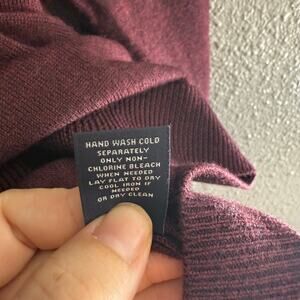 HAND WASH COLD
SEPARATELY
ONLY NON-
CHLORINE BLEACH
WHEN NEEDED
LAY FLAT TO DRY
COOL IRON IF
NEEDED
OR DRY CLEAN